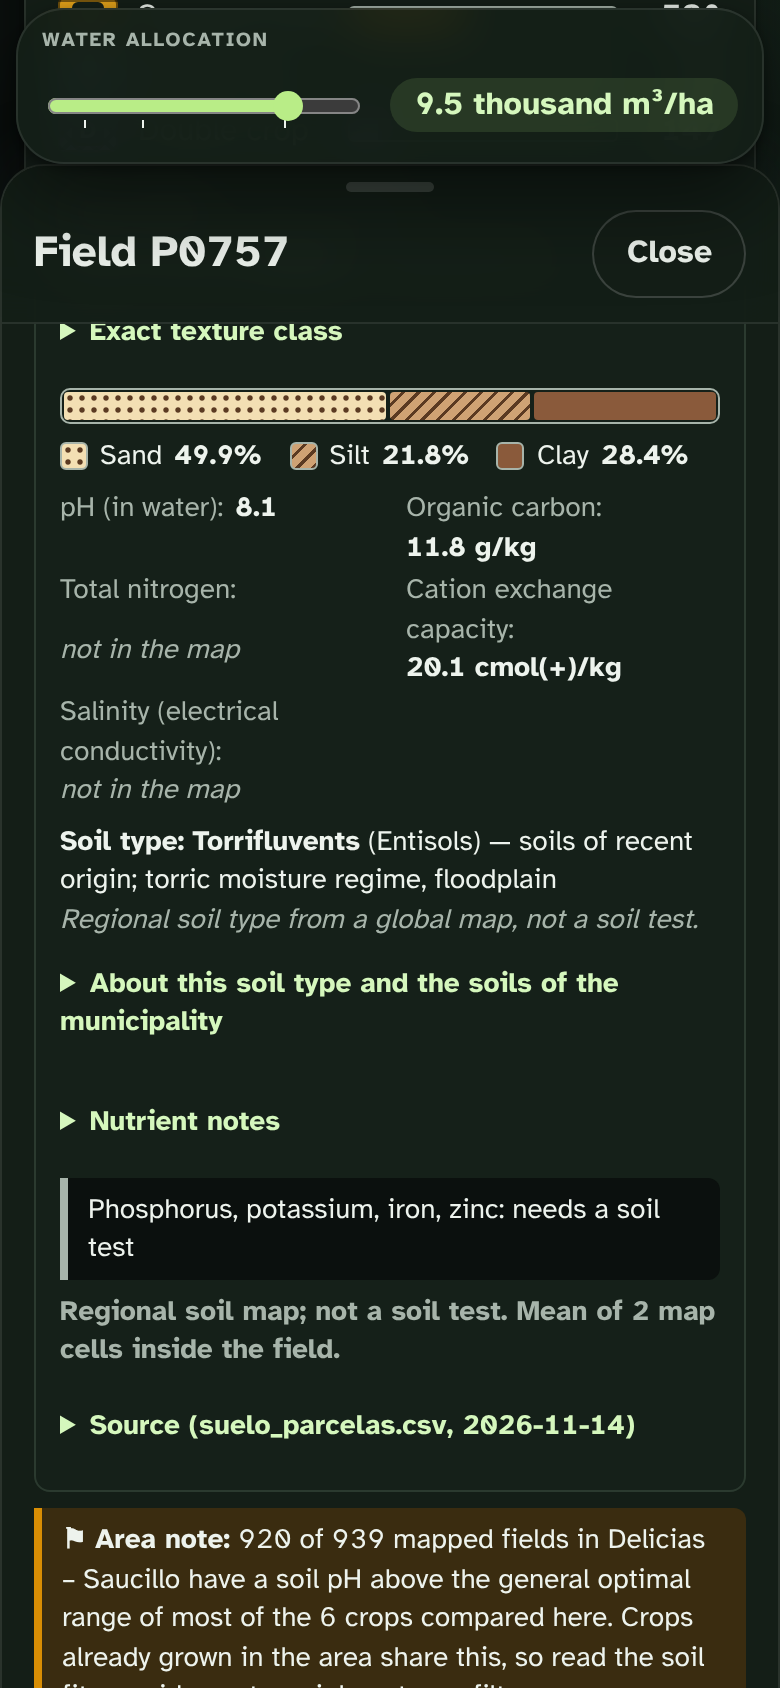 WATER ALLOCATION
9.5 thousand m³/ha
Field P0757
Close
▶ Exact texture class
Sand 49.9% Silt 21.8% Clay 28.4%
pH (in water): 8.1
Organic carbon:
11.8 g/kg
Total nitrogen:
not in the map
Cation exchange
capacity:
20.1 cmol(+)/kg
Salinity (electrical
conductivity):
not in the map
Soil type: Torrifluvents (Entisols) — soils of recent
origin; torric moisture regime, floodplain
Regional soil type from a global map, not a soil test.
▶ About this soil type and the soils of the
municipality
▶ Nutrient notes
Phosphorus, potassium, iron, zinc: needs a soil
test
Regional soil map; not a soil test. Mean of 2 map
cells inside the field.
▶ Source (suelo_parcelas.csv, 2026-11-14)
⚑ Area note: 920 of 939 mapped fields in Delicias
– Saucillo have a soil pH above the general optimal
range of most of the 6 crops compared here. Crops
already grown in the area share this, so read the soil